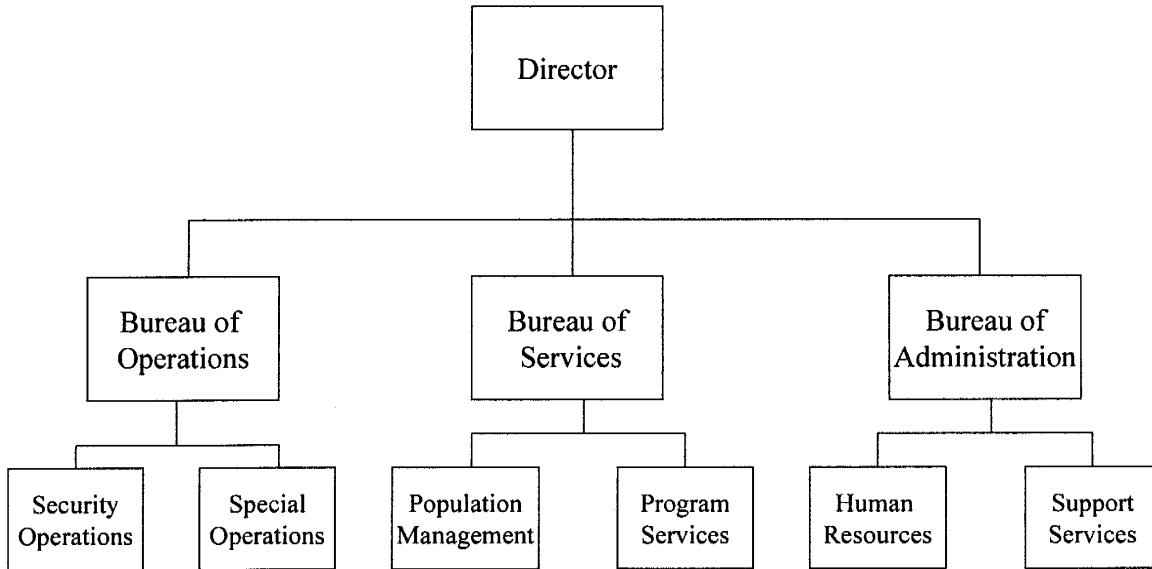 Director
Bureau of
Operations
Bureau of
Services
Bureau of
Administration
Security
Operations
Special
Operations
Population
Management
Program
Services
Human
Resources
Support
Services